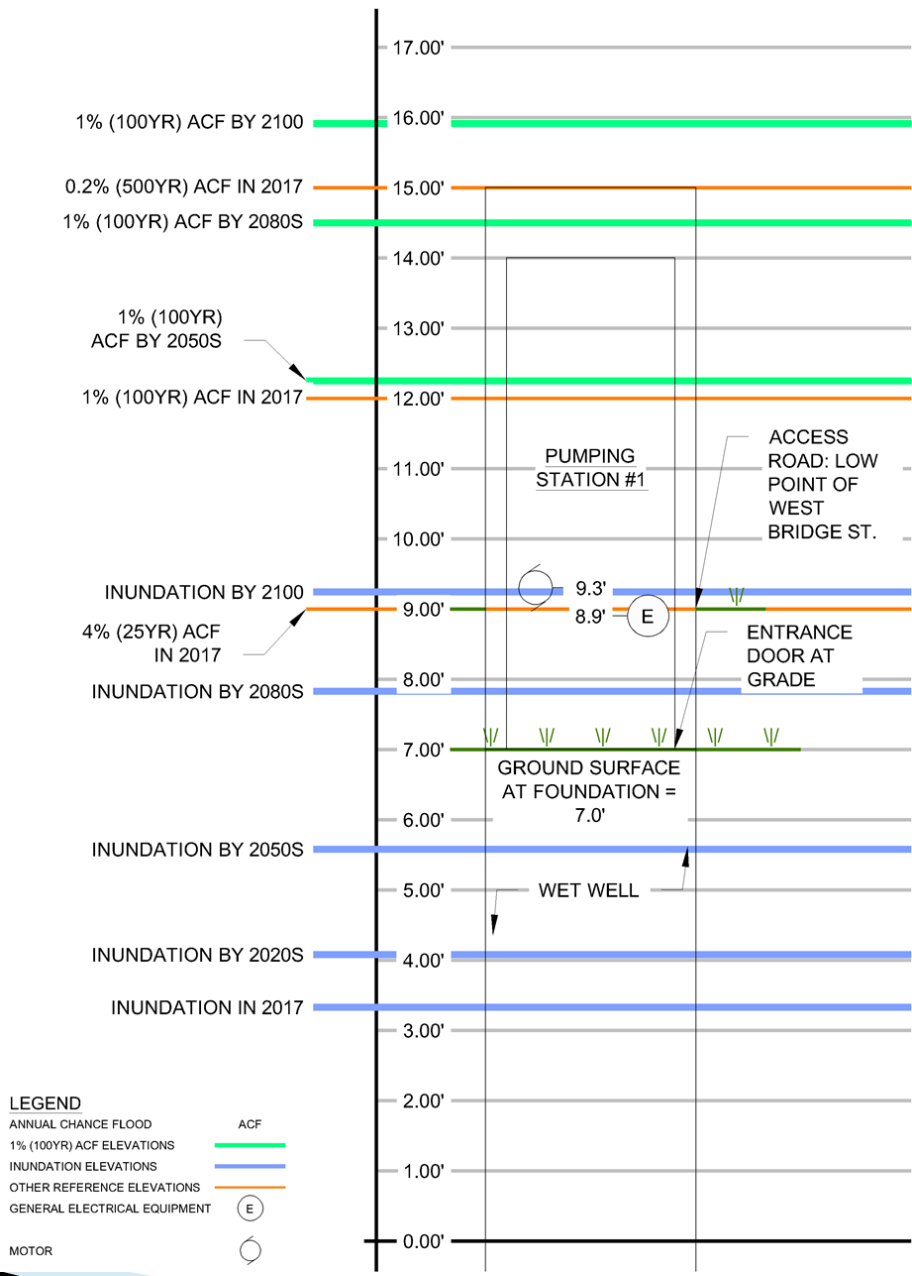 17.00'
1% (100YR) ACF BY 2100
16.00'
0.2% (500YR) ACF IN 2017
15.00'
1% (100YR) ACF BY 2080S
14.00'
1% (100YR)
ACF BY 2050S
13.00'
1% (100YR) ACF IN 2017
12.00'
ACCESS
ROAD: LOW
POINT OF
WEST
BRIDGE ST.
PUMPING
STATION #1
11.00'
10.00'
INUNDATION BY 2100
9.3'
9.00'
8.9'
E
4% (25YR) ACF
IN 2017
ENTRANCE
DOOR AT
GRADE
8.00'
INUNDATION BY 2080S
7.00'
GROUND SURFACE
AT FOUNDATION =
7.0'
6.00'
INUNDATION BY 2050S
5.00'
WET WELL
INUNDATION BY 2020S
4.00'
INUNDATION IN 2017
3.00'
2.00'
1.00'
0.00'
LEGEND
ANNUAL CHANCE FLOOD ACF
1% (100YR) ACF ELEVATIONS
INUNDATION ELEVATIONS
OTHER REFERENCE ELEVATIONS
GENERAL ELECTRICAL EQUIPMENT E
MOTOR